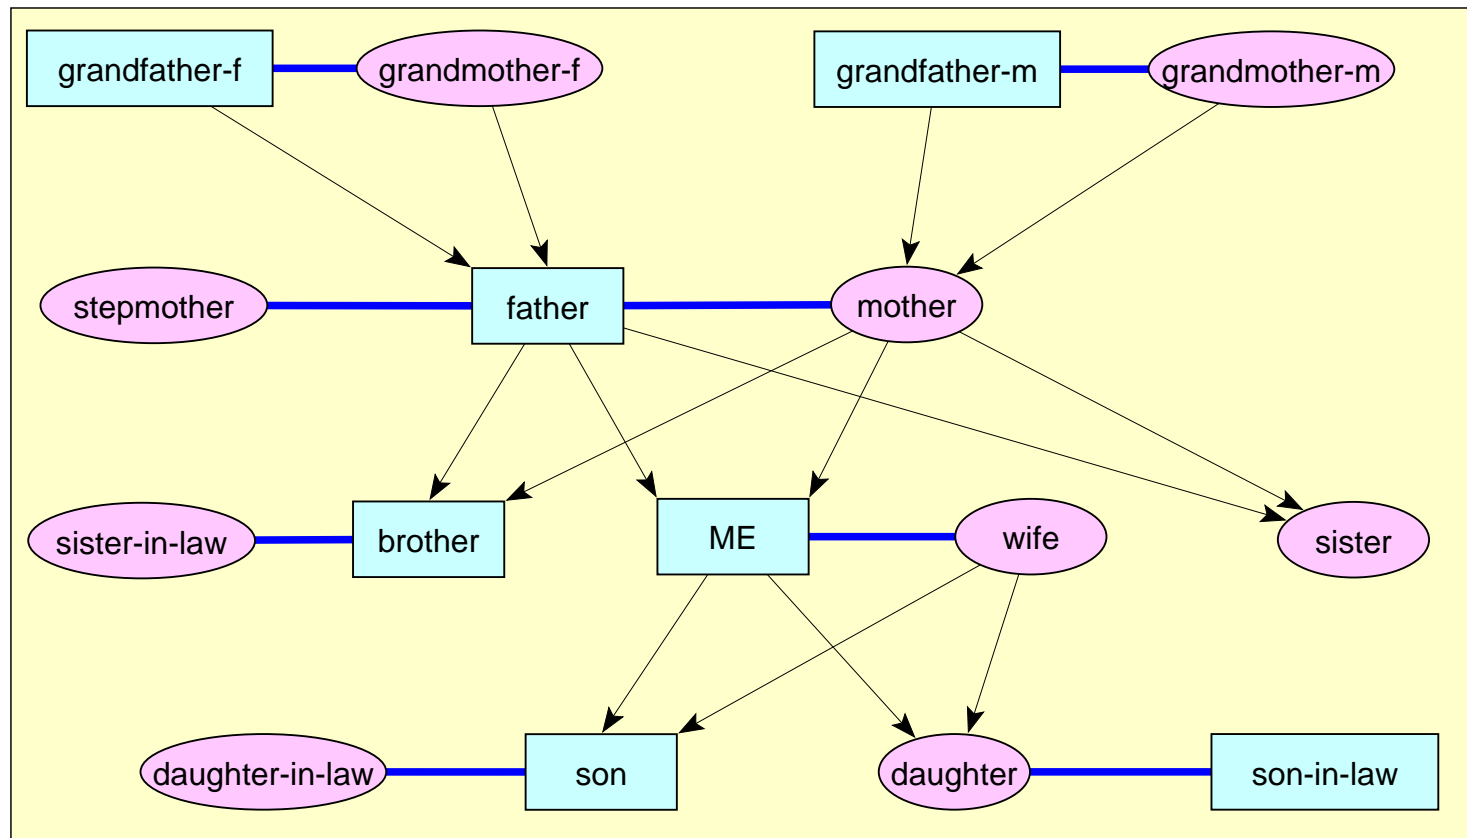 grandfather-f
grandmother-f
grandfather-m
grandmother-m
stepmother
father
mother
sister-in-law
brother
ME
wife
sister
daughter-in-law
son
daughter
son-in-law